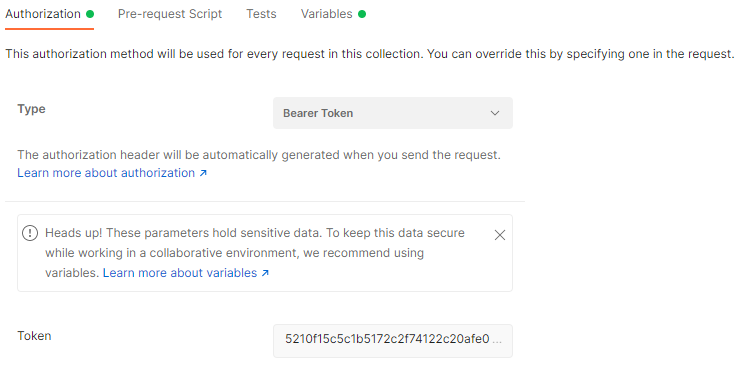 Authorization Pre-request Script Tests Variables
This authorization method will be used for every request in this collection. You can override this by specifying one in the request.
Type Bearer Token
The authorization header will be automatically generated when you send the request.
Learn more about authorization ↗
Heads up! These parameters hold sensitive data. To keep this data secure
while working in a collaborative environment, we recommend using
variables. Learn more about variables ↗
Token 5210f15c5c1b5172c2f74122c20afe0 ...